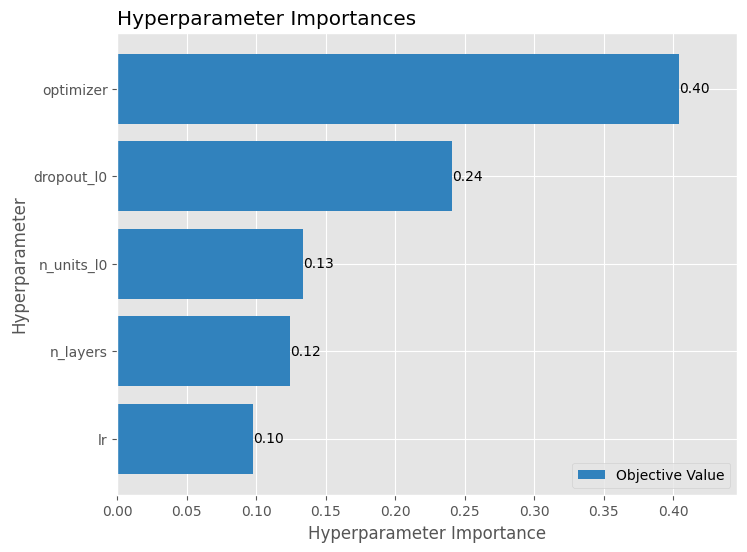 Hyperparameter Importances
Hyperparameter
optimizer
0.40
dropout_l0
0.24
n_units_l0
0.13
n_layers
0.12
lr
0.10
Objective Value
0.00 0.05 0.10 0.15 0.20 0.25 0.30 0.35 0.40
Hyperparameter Importance